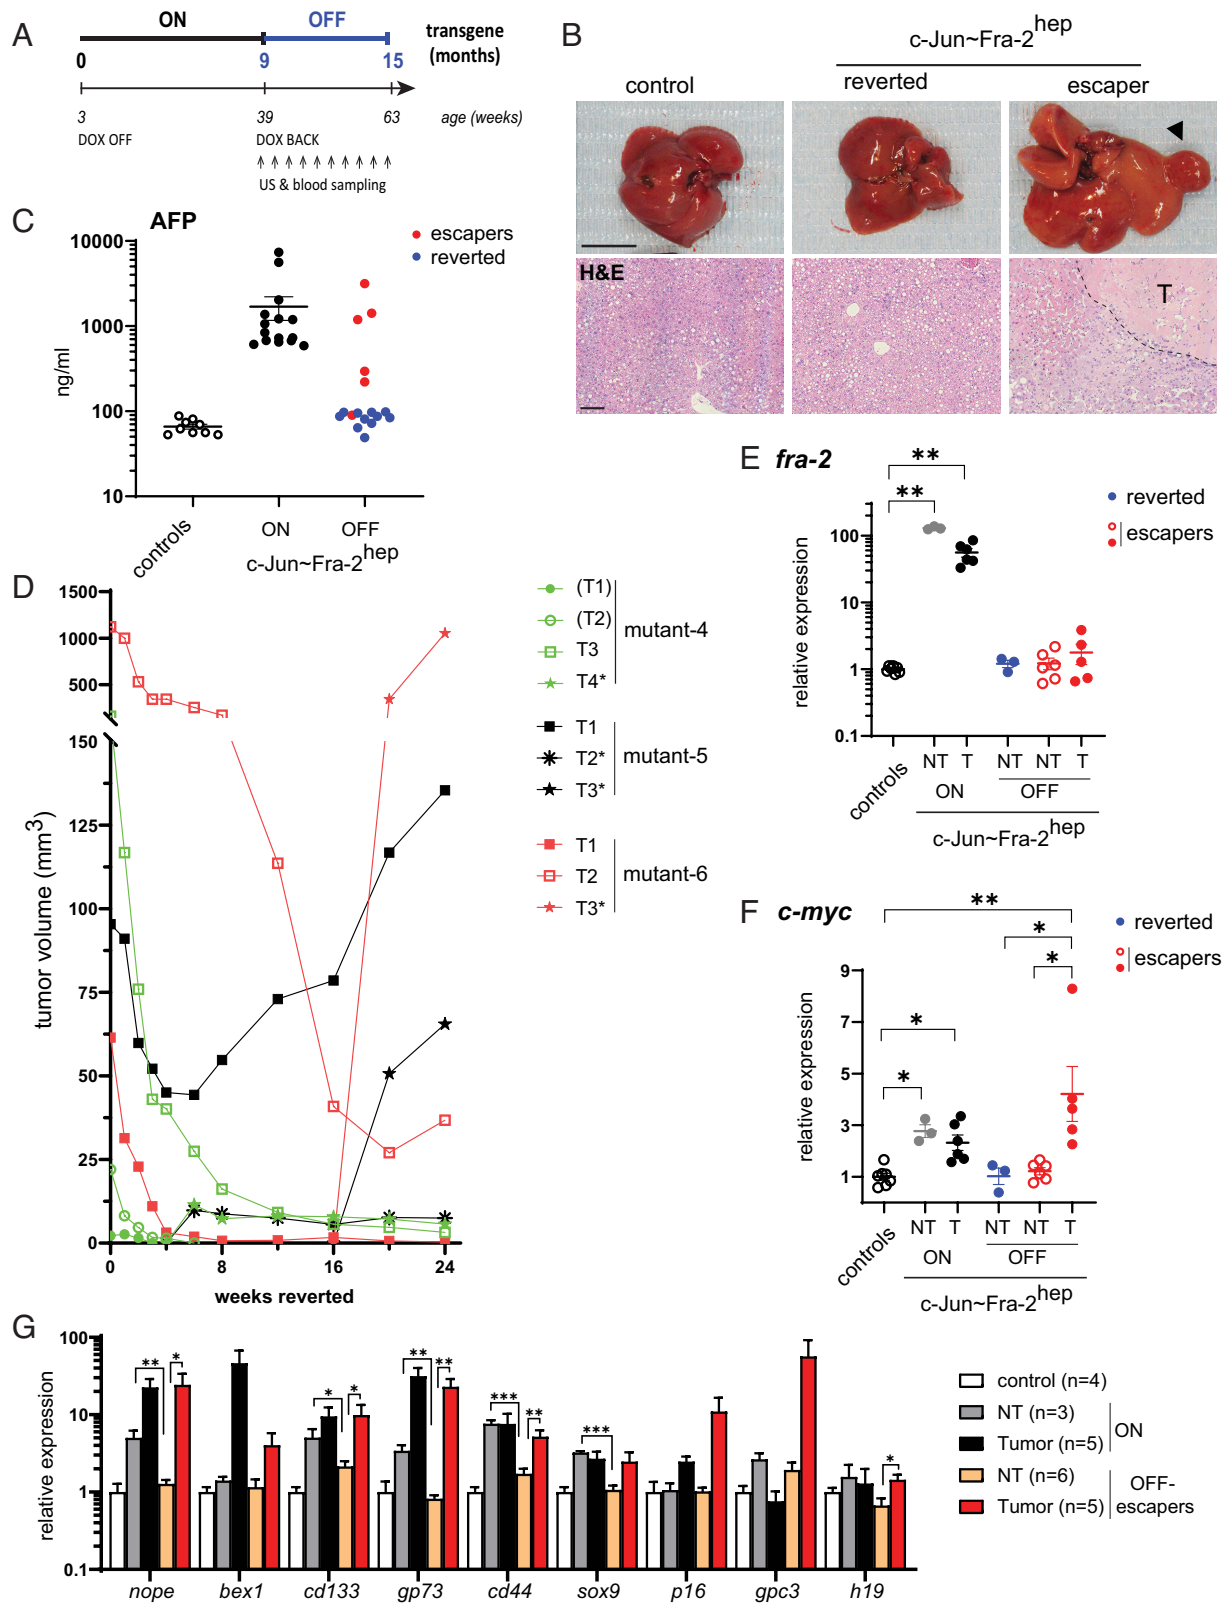 A
ON
OFF
transgene
(months)
0
9
15
3
39
63
age (weeks)
DOX OFF
DOX BACK
US & blood sampling
B
c-Jun~Fra-2hep
control
reverted
escaper
H&E
T
C
AFP
escapers
reverted
10000
1000
100
10
ng/ml
controls
ON
OFF
c-Jun~Fra-2hep
D
1500
1000
500
150
125
100
75
50
25
0
tumor volume (mm3)
0
8
16
24
weeks reverted
(T1)
(T2)
T3
T4*
mutant-4
T1
T2*
T3*
mutant-5
T1
T2
T3*
mutant-6
E
fra-2
**
**
reverted
escapers
100
10
1
0.1
relative expression
controls
NT
T
NT
NT
T
ON
OFF
c-Jun~Fra-2hep
F
c-myc
**
*
*
*
*
reverted
escapers
9
7
5
3
1
relative expression
controls
NT
T
NT
NT
T
ON
OFF
c-Jun~Fra-2hep
G
100
10
1
0.1
relative expression
**
*
*
*
**
**
***
**
***
*
nope
bex1
cd133
gp73
cd44
sox9
p16
gpc3
h19
control (n=4)
NT (n=3)
Tumor (n=5)
ON
NT (n=6)
Tumor (n=5)
OFF-
escapers